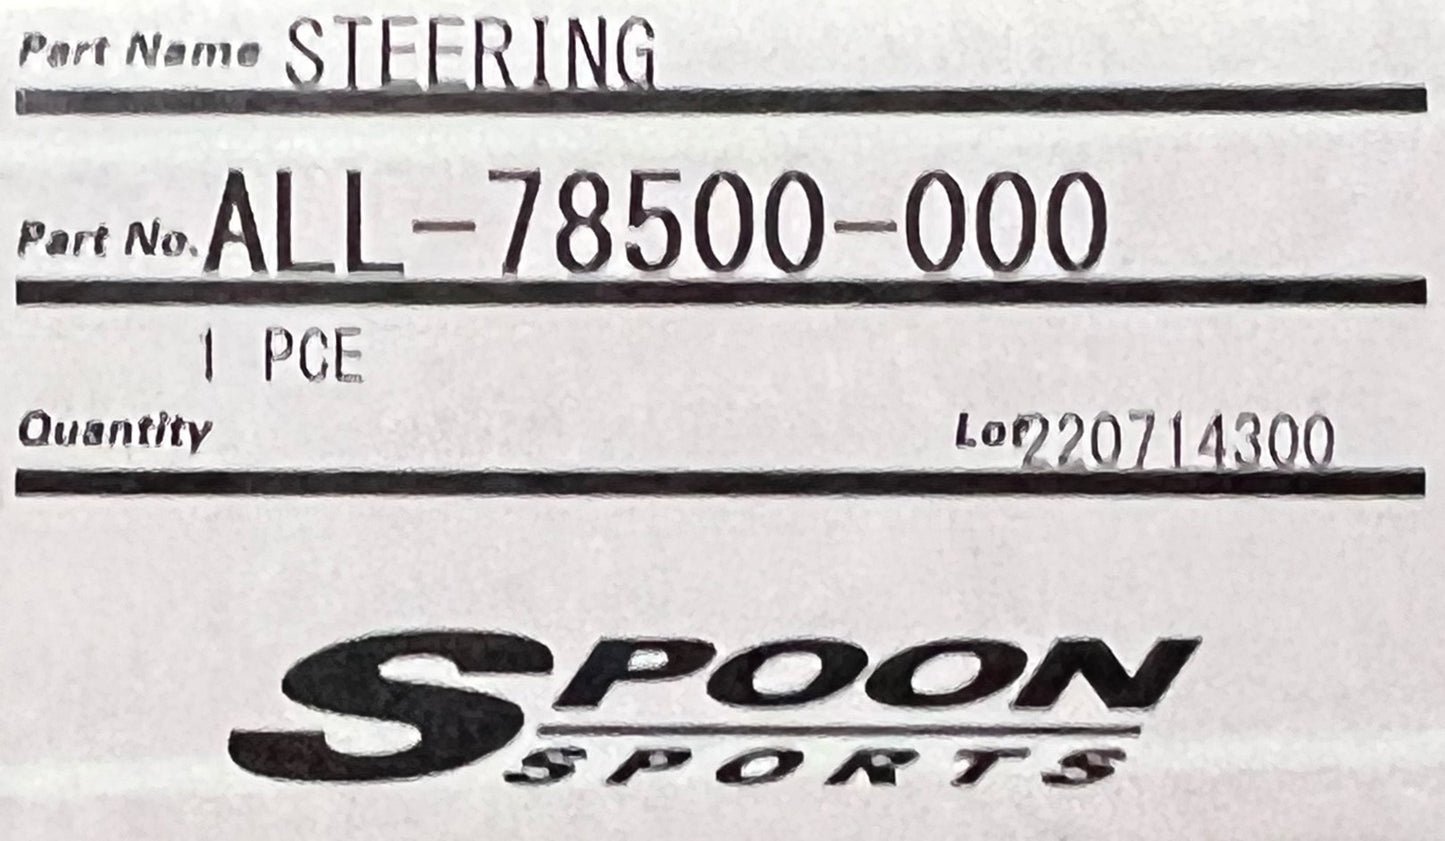 Part Name STEERING
Part No. ALL-78500-000
1 PCE
Quantity Lot 220714300
SPOON
SPORTS